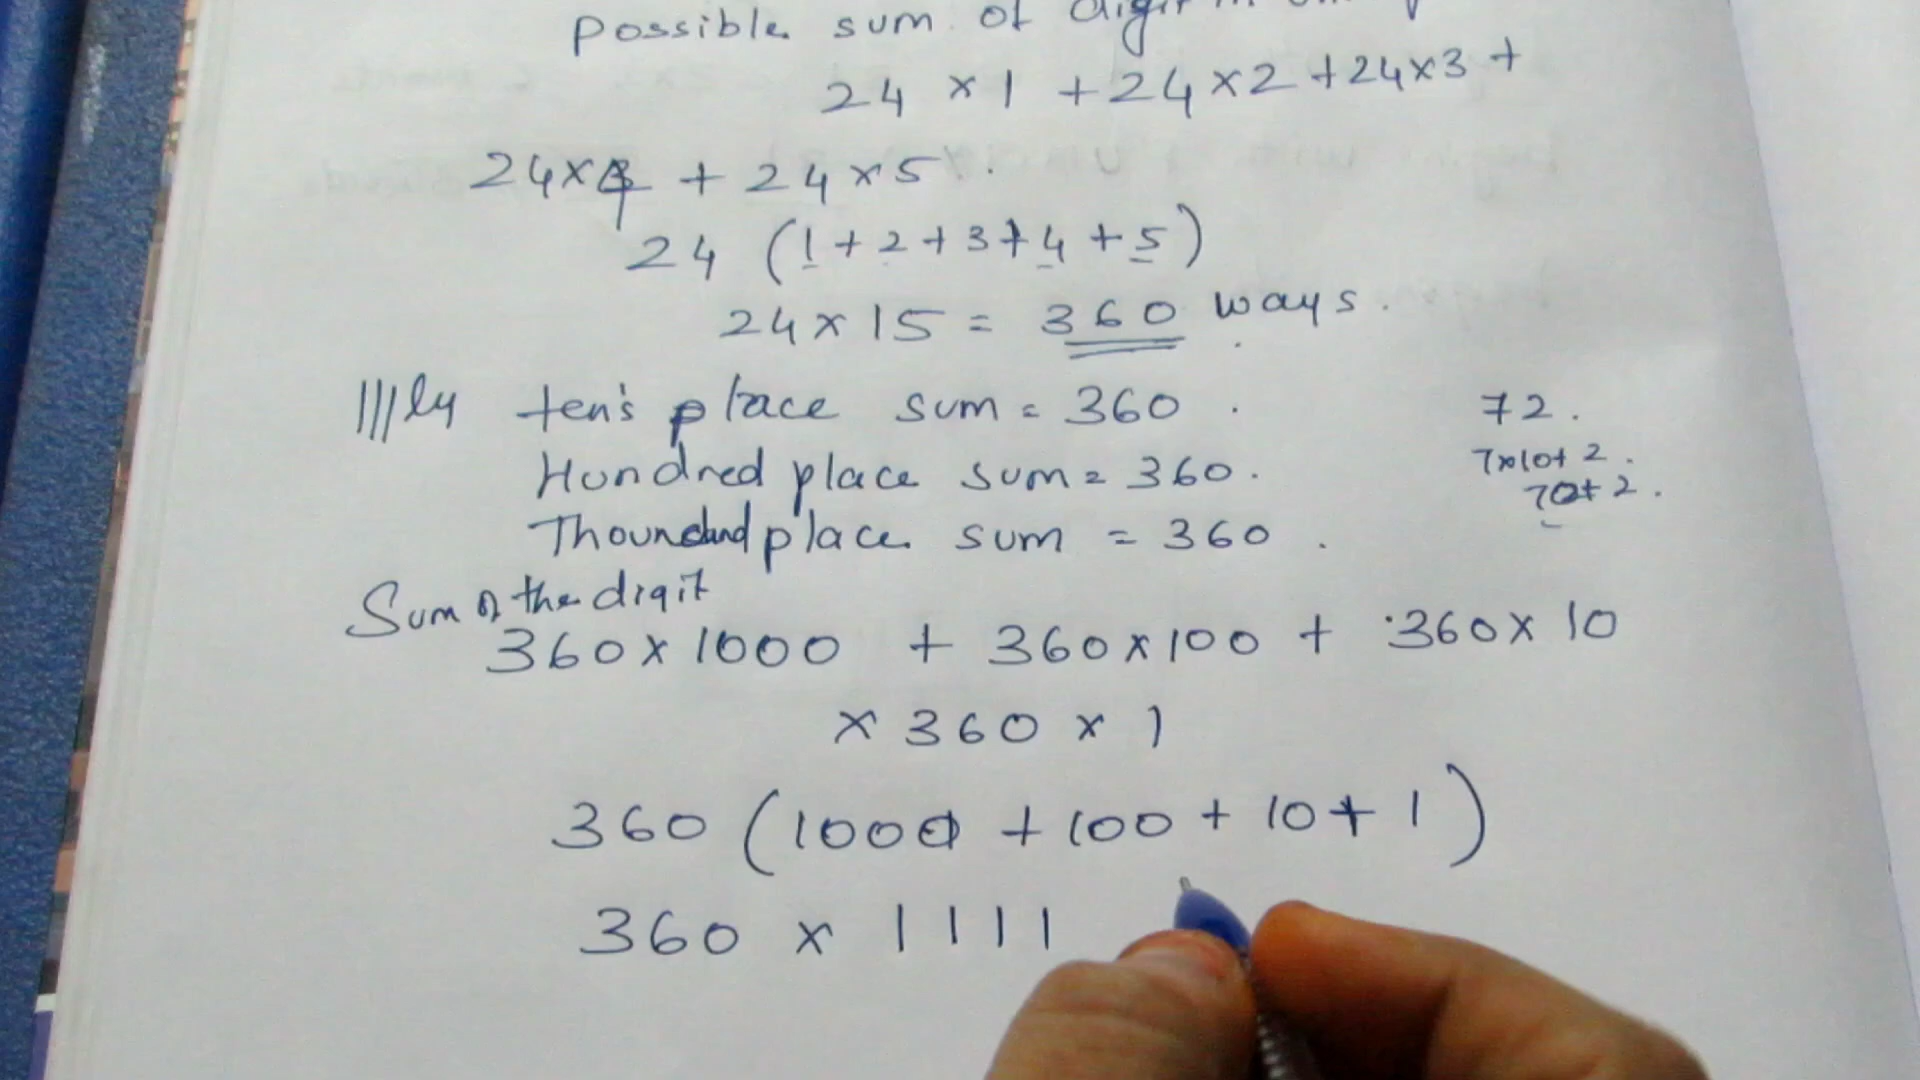 Possible sum of digit in
24 × 1 + 24 × 2 + 24 × 3 +
24 × 4 + 24 × 5 .
24 (1 + 2 + 3 + 4 + 5)
24 × 15 = 360 ways.
|||ly ten's place sum = 360 .
72.
Hundred place sum = 360.
7×10+2.
70+2.
place sum = 360 .
Sum of the digit
360 × 1000 + 360 × 100 + 360 × 10
× 360 × 1
360 (1000 + 100 + 10 + 1)
360 × 1111